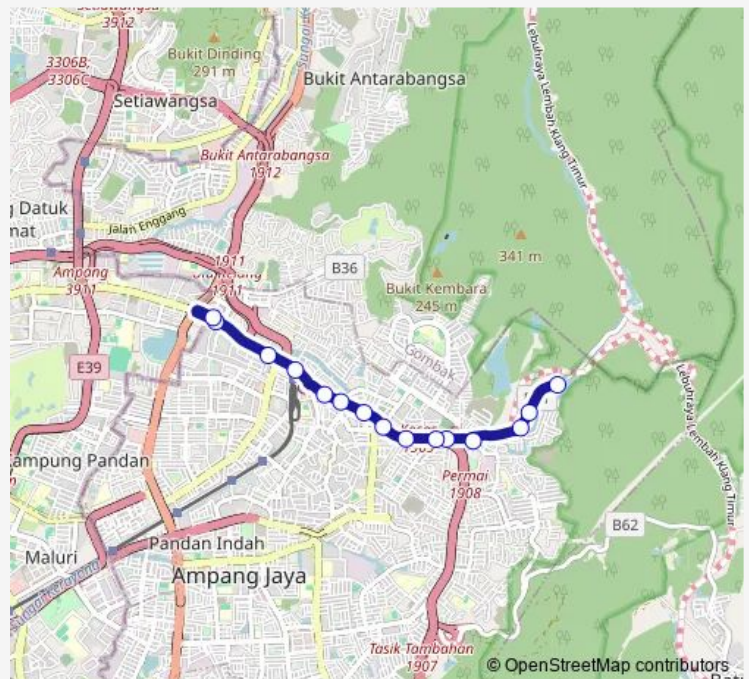 Setiawangsa
3912
3306B;
3306C
Bukit Dinding
291 m
Setiawangsa
Bukit Antarabangsa
Bukit Antarabangsa
1912
Lebuhraya Lembah Klang Timur
g Datuk
mat
Jalan Enggang
Ampang
3911
1911
1911
B36
341 m
Bukit Kembara
245 m
Gombak
E39
Lebuhraya Lembah Klang Timur
ampung Pandan
Permai
1908
B62
Maluri
Pandan Indah
Ampang Jaya
Tasik Tambahan
1907
© OpenStreetMap contributors